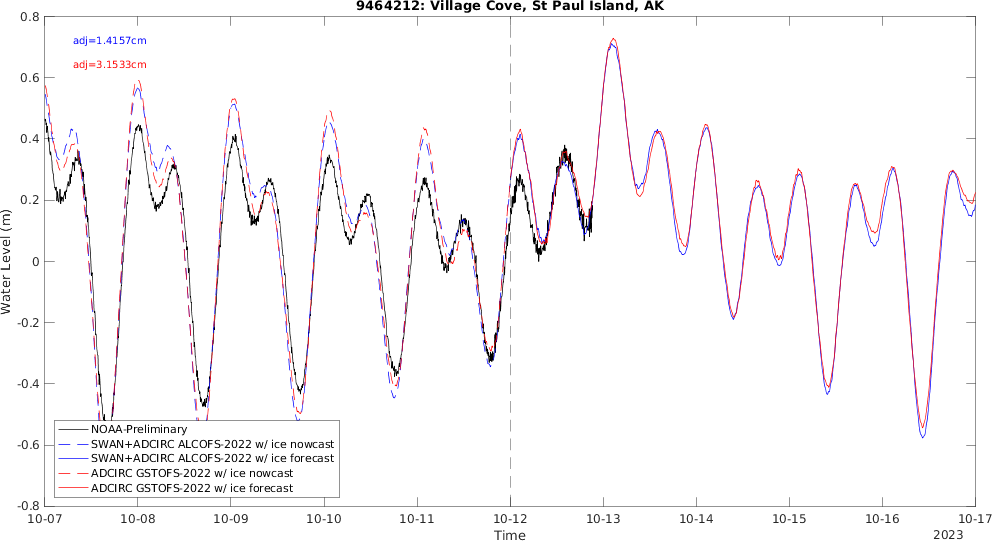 9464212: Village Cove, St Paul Island, AK
adj=1.4157cm
adj=3.1533cm
Water Level (m)
0.8
0.6
0.4
0.2
0
-0.2
-0.4
-0.6
-0.8
NOAA-Preliminary
SWAN+ADCIRC ALCOFS-2022 w/ ice nowcast
SWAN+ADCIRC ALCOFS-2022 w/ ice forecast
ADCIRC GSTOFS-2022 w/ ice nowcast
ADCIRC GSTOFS-2022 w/ ice forecast
10-07 10-08 10-09 10-10 10-11 10-12 10-13 10-14 10-15 10-16 10-17
Time
2023